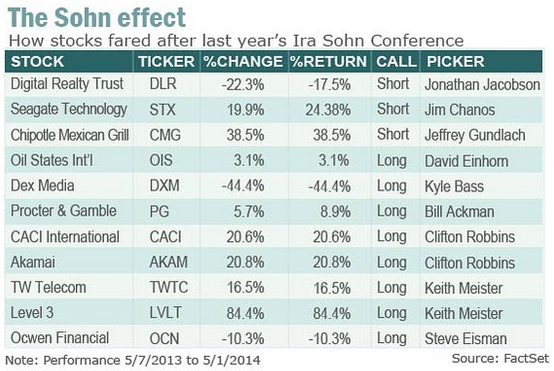 The Sohn effect
How stocks fared after last year's Ira Sohn Conference
STOCK TICKER %CHANGE %RETURN CALL PICKER
Digital Realty Trust DLR -22.3% -17.5% Short Jonathan Jacobson
Seagate Technology STX 19.9% 24.38% Short Jim Chanos
Chipotle Mexican Grill CMG 38.5% 38.5% Short Jeffrey Gundlach
Oil States Int'l OIS 3.1% 3.1% Long David Einhorn
Dex Media DXM -44.4% -44.4% Long Kyle Bass
Procter & Gamble PG 5.7% 8.9% Long Bill Ackman
CACI International CACI 20.6% 20.6% Long Clifton Robbins
Akamai AKAM 20.8% 20.8% Long Clifton Robbins
TW Telecom TWTC 16.5% 16.5% Long Keith Meister
Level 3 LVLT 84.4% 84.4% Long Keith Meister
Ocwen Financial OCN -10.3% -10.3% Long Steve Eisman
Note: Performance 5/7/2013 to 5/1/2014 Source: FactSet